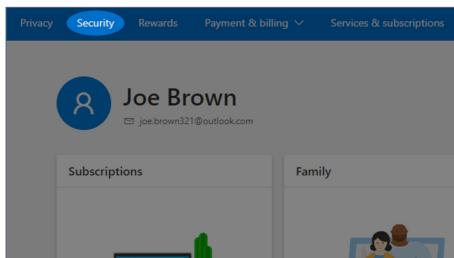 Privacy Security Rewards Payment & billing Services & subscriptions
Joe Brown
joe.brown321@outlook.com
Subscriptions Family